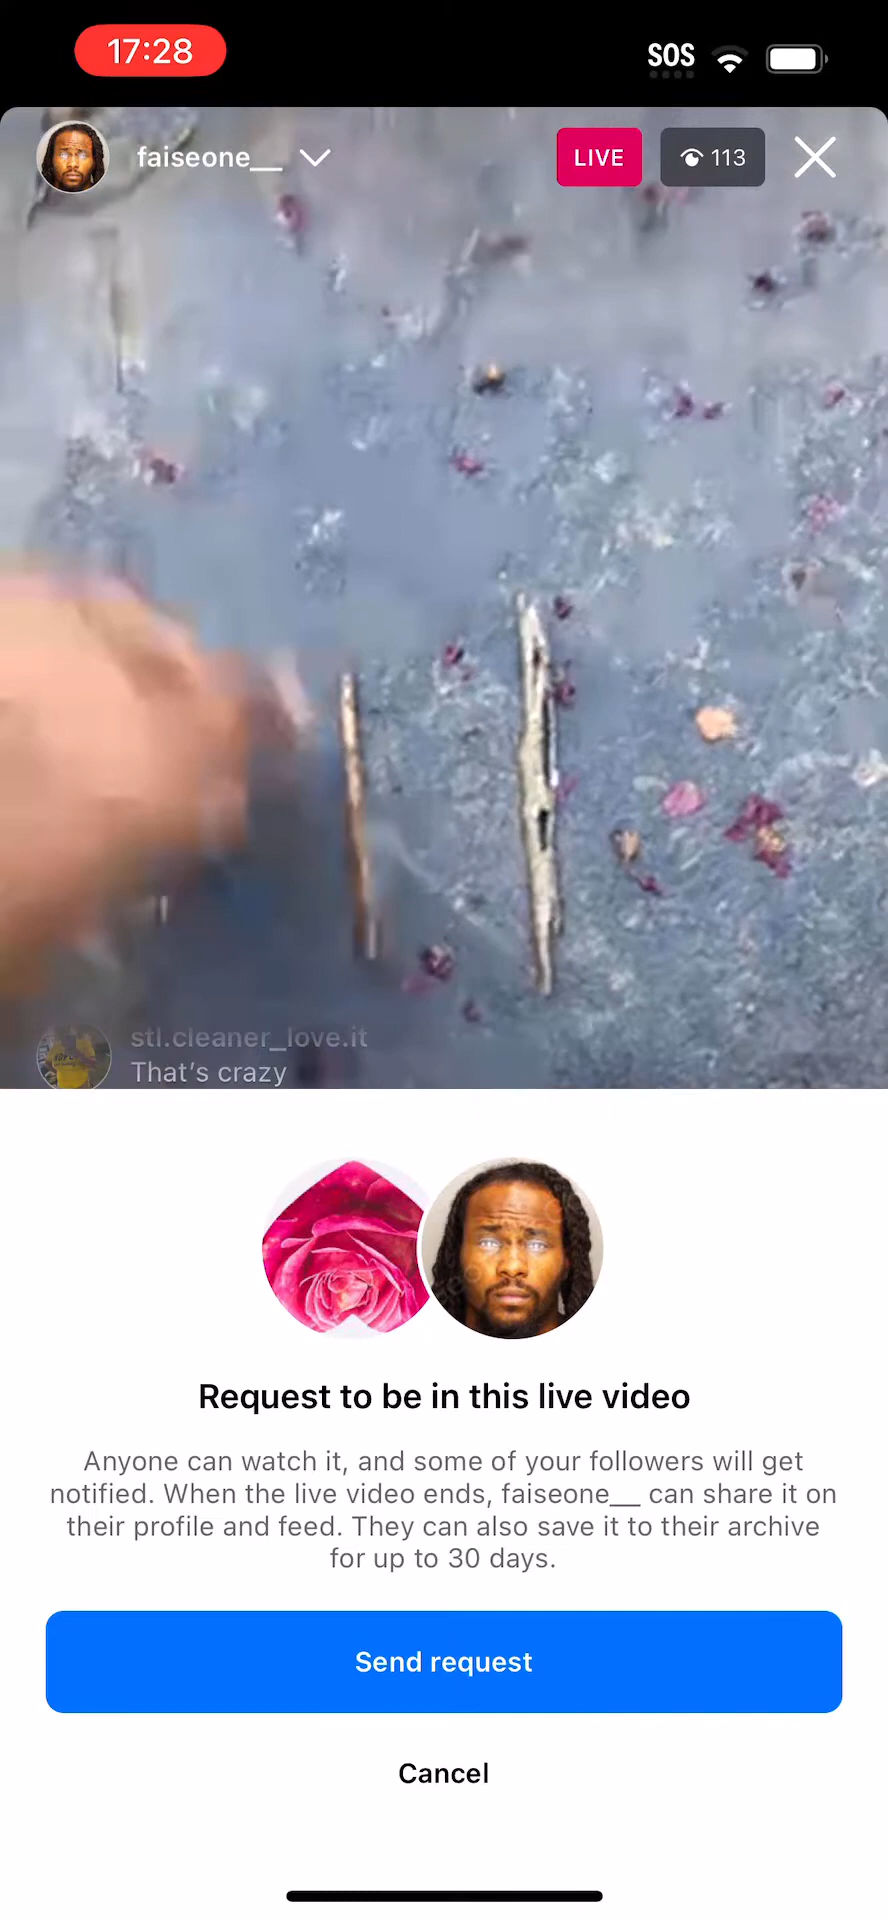 17:28
SOS
faiseone__
LIVE
113
stl.cleaner_love.it
That's crazy
Request to be in this live video
Anyone can watch it, and some of your followers will get
notified. When the live video ends, faiseone__ can share it on
their profile and feed. They can also save it to their archive
for up to 30 days.
Send request
Cancel